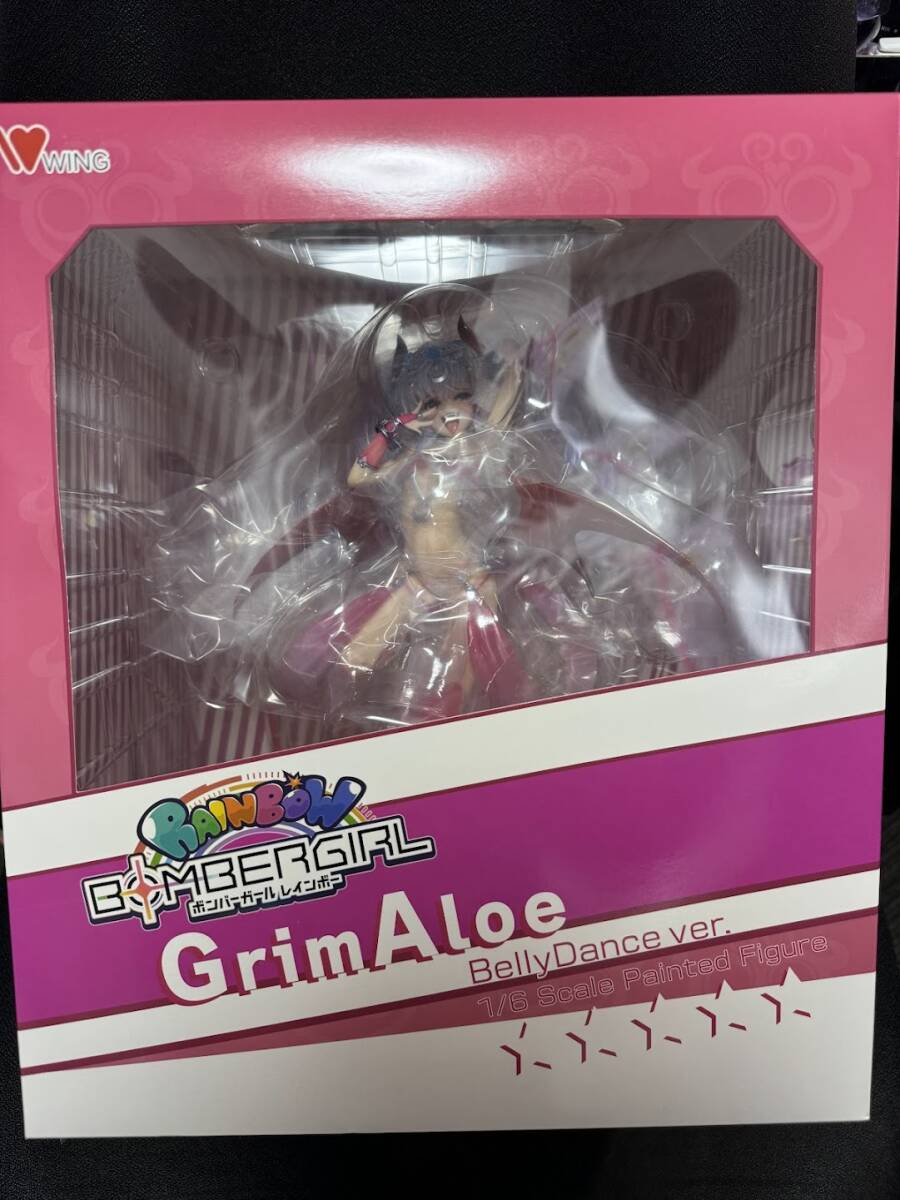 WING
RAINBOW
BOMBERGIRL
ボンバーガール レインボー
GrimAloe
BellyDance ver.
1/6 Scale Painted Figure